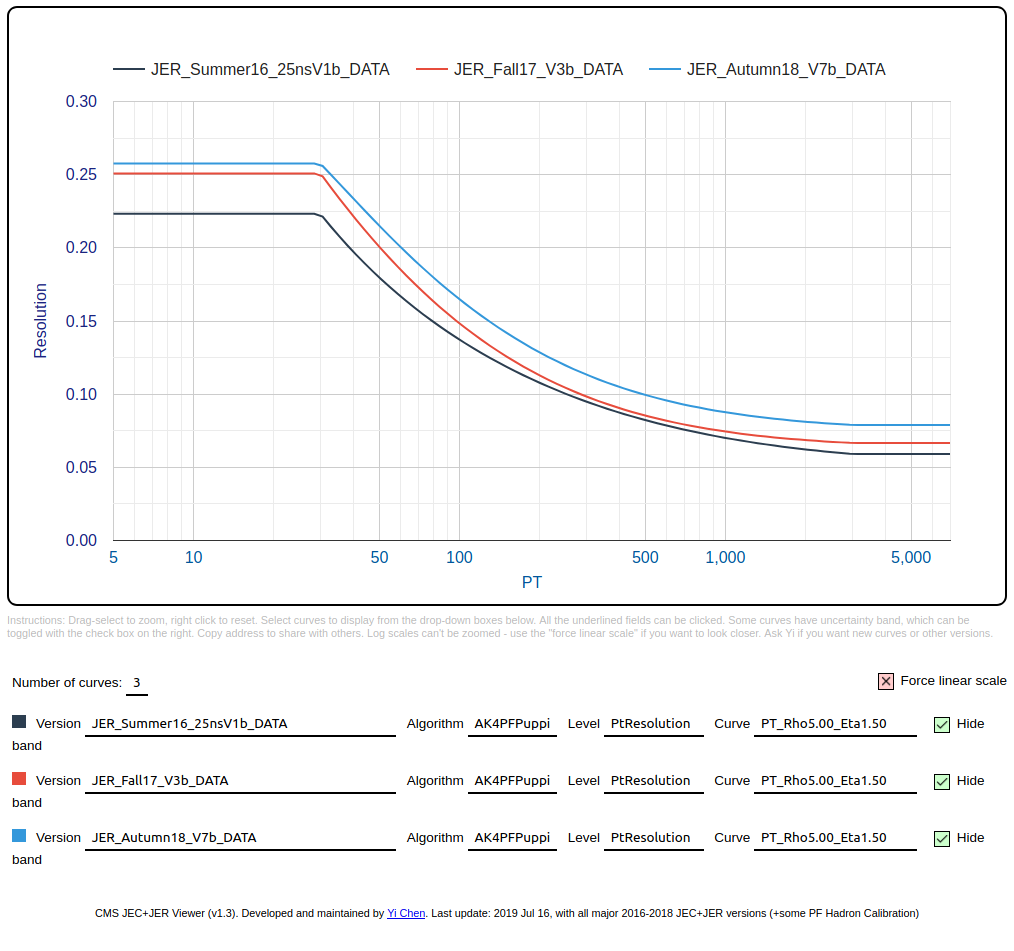 JER_Summer16_25nsV1b_DATA JER_Fall17_V3b_DATA JER_Autumn18_V7b_DATA
0.30
0.25
0.20
0.15
0.10
0.05
0.00
Resolution
5 10 50 100 500 1,000 5,000
PT
Instructions: Drag-select to zoom, right click to reset. Select curves to display from the drop-down boxes below. All the underlined fields can be clicked. Some curves have uncertainty band, which can be
toggled with the check box on the right. Copy address to share with others. Log scales can't be zoomed - use the "force linear scale" if you want to look closer. Ask Yi if you want new curves or other versions.
Number of curves: 3 Force linear scale
Version JER_Summer16_25nsV1b_DATA Algorithm AK4PFPuppi Level PtResolution Curve PT_Rho5.00_Eta1.50 Hide
band
Version JER_Fall17_V3b_DATA Algorithm AK4PFPuppi Level PtResolution Curve PT_Rho5.00_Eta1.50 Hide
band
Version JER_Autumn18_V7b_DATA Algorithm AK4PFPuppi Level PtResolution Curve PT_Rho5.00_Eta1.50 Hide
band
CMS JEC+JER Viewer (v1.3). Developed and maintained by Yi Chen. Last update: 2019 Jul 16, with all major 2016-2018 JEC+JER versions (+some PF Hadron Calibration)